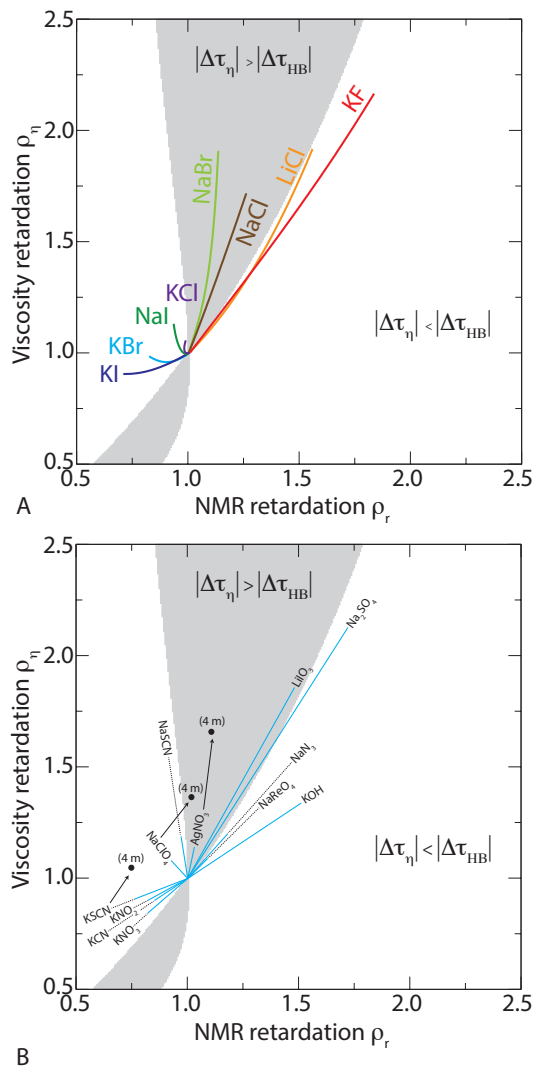 2.5
|Δτη| > |ΔτHB|
KF
2.0
LiCl
NaBr
NaCl
Viscosity retardation ρη
1.5
KCl
NaI
|Δτη| < |ΔτHB|
KBr
1.0
KI
0.5
0.5 1.0 1.5 2.0 2.5
A NMR retardation ρr
2.5
|Δτη| > |ΔτHB|
Na2SO4
2.0
LiIO3
NaSCN
(4 m)
NaN3
Viscosity retardation ρη
1.5
(4 m)
NaReO4
KOH
AgNO3
NaClO4
(4 m)
|Δτη| < |ΔτHB|
1.0
KSCN
KNO2
KCN
KNO3
0.5
0.5 1.0 1.5 2.0 2.5
NMR retardation ρr
B